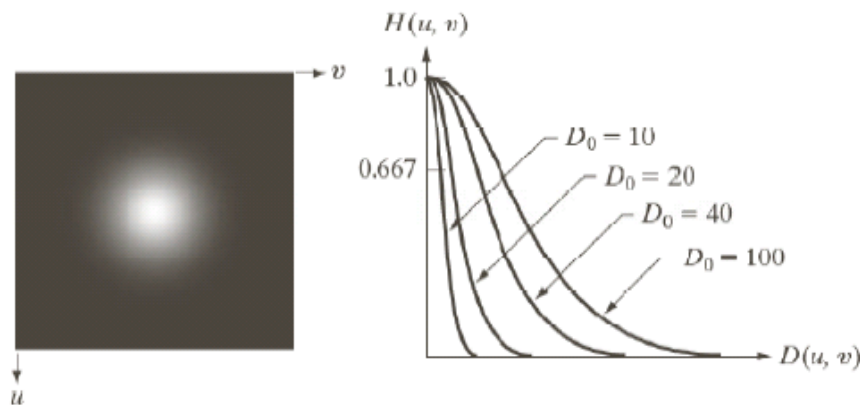 H(u, v)
v
1.0
D₀ = 10
0.667
D₀ = 20
D₀ = 40
D₀ = 100
D(u, v)
u